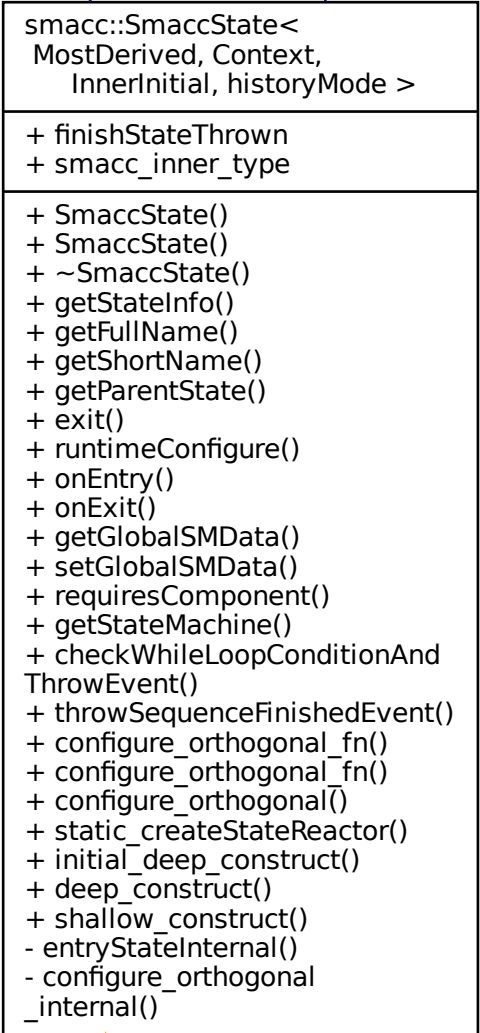 smacc::SmaccState<
MostDerived, Context,
InnerInitial, historyMode >
+ finishStateThrown
+ smacc_inner_type
+ SmaccState()
+ SmaccState()
+ ~SmaccState()
+ getStateInfo()
+ getFullName()
+ getShortName()
+ getParentState()
+ exit()
+ runtimeConfigure()
+ onEntry()
+ onExit()
+ getGlobalSMData()
+ setGlobalSMData()
+ requiresComponent()
+ getStateMachine()
+ checkWhileLoopConditionAnd
ThrowEvent()
+ throwSequenceFinishedEvent()
+ configure_orthogonal_fn()
+ configure_orthogonal_fn()
+ configure_orthogonal()
+ static_createStateReactor()
+ initial_deep_construct()
+ deep_construct()
+ shallow_construct()
- entryStateInternal()
- configure_orthogonal
_internal()